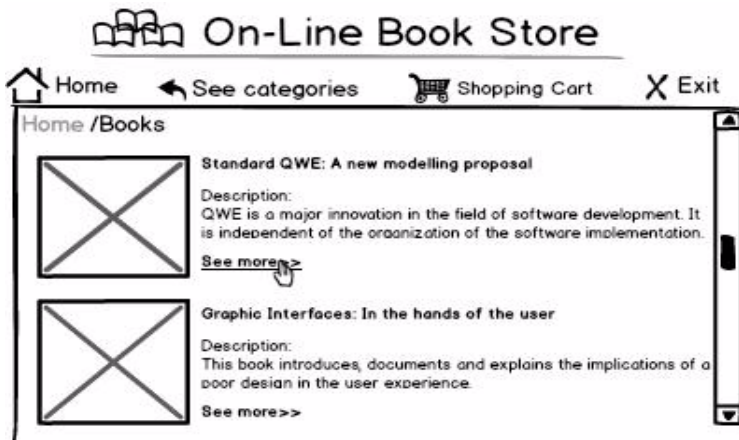 On-Line Book Store
Home See categories Shopping Cart X Exit
Home /Books
Standard QWE: A new modelling proposal
Description:
QWE is a major innovation in the field of software development. It
is independent of the organization of the software implementation.
See more>>
Graphic Interfaces: In the hands of the user
Description:
This book introduces, documents and explains the implications of a
poor design in the user experience.
See more>>